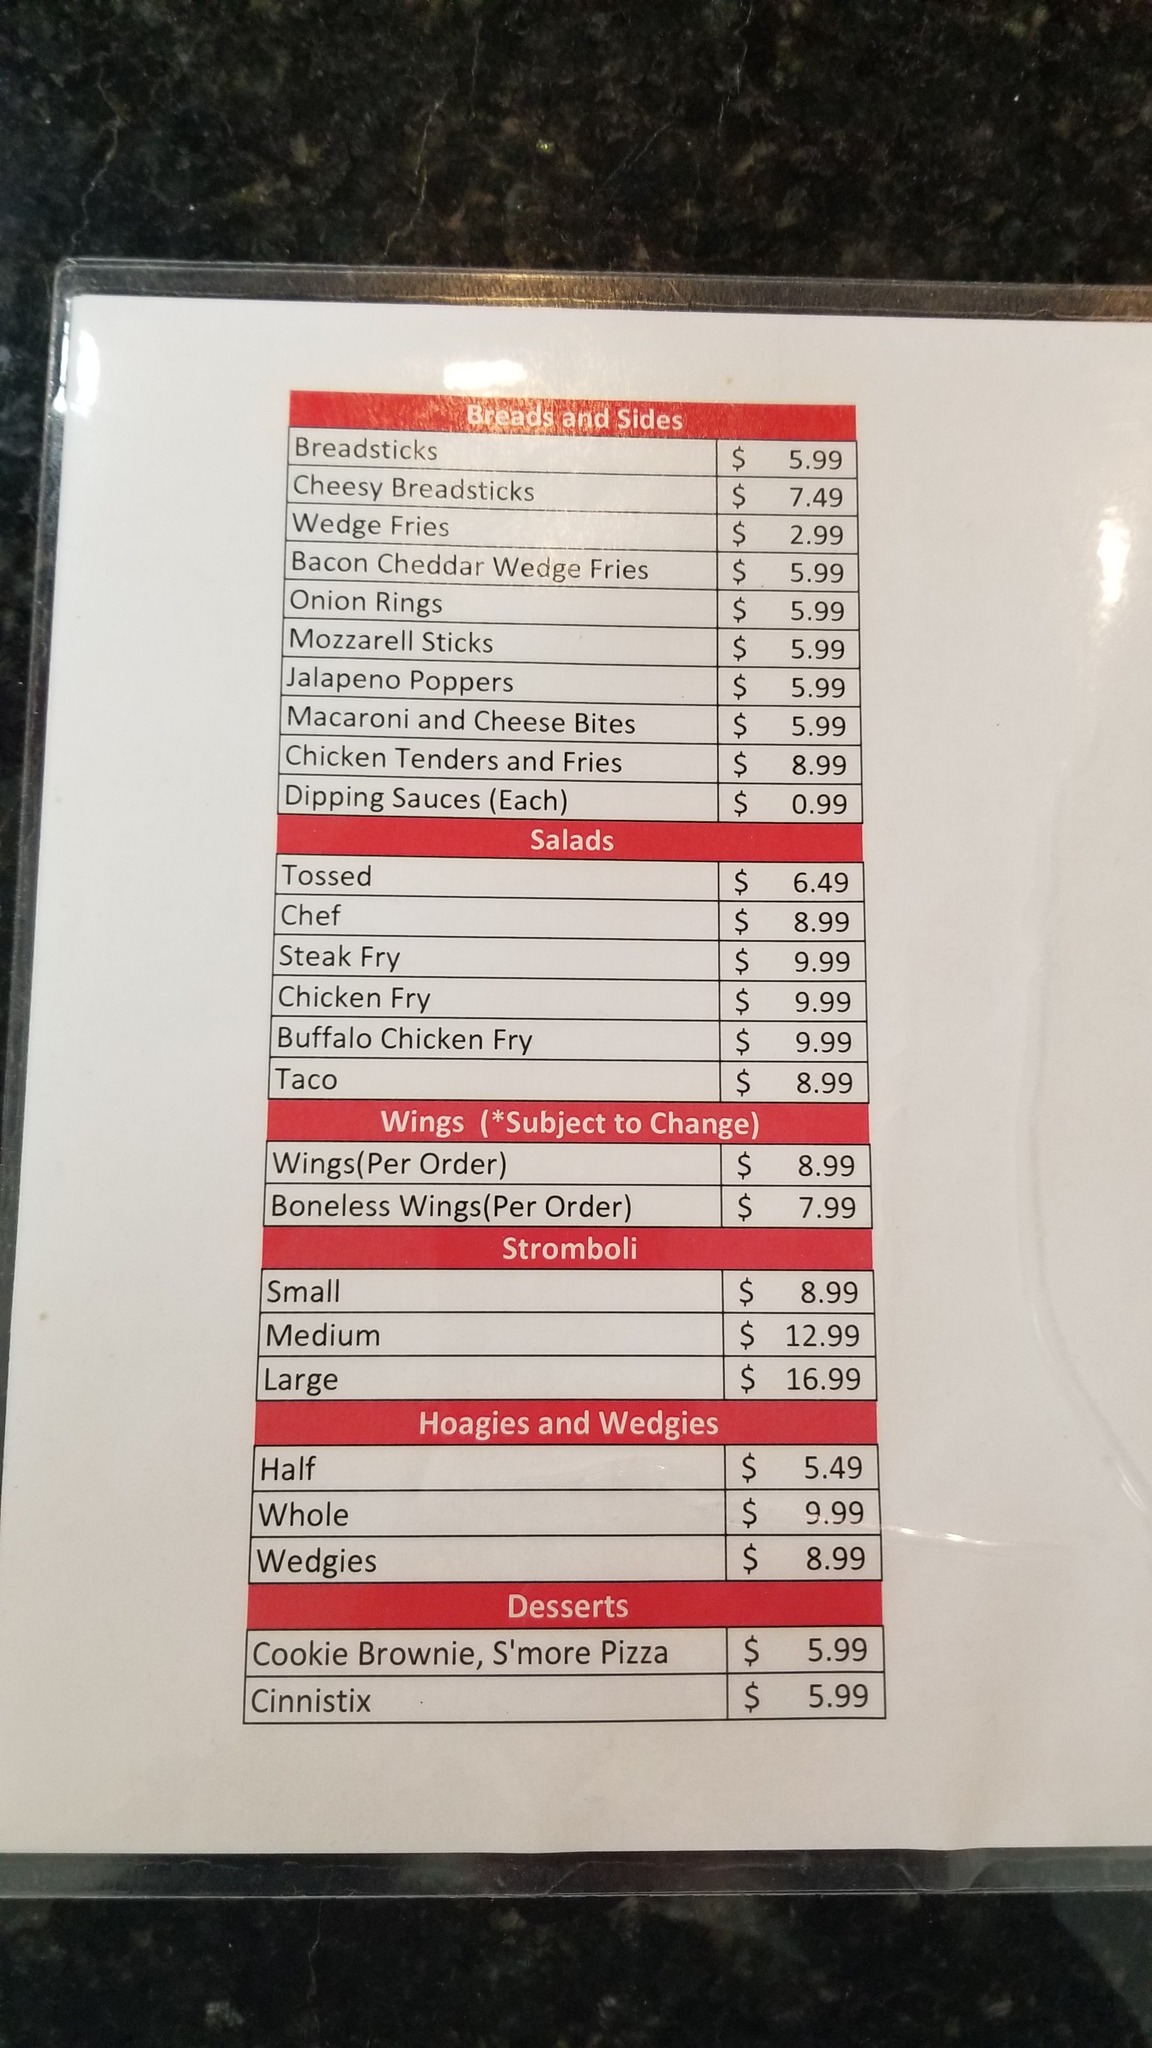 Breads and Sides
Breadsticks $ 5.99
Cheesy Breadsticks $ 7.49
Wedge Fries $ 2.99
Bacon Cheddar Wedge Fries $ 5.99
Onion Rings $ 5.99
Mozzarell Sticks $ 5.99
Jalapeno Poppers $ 5.99
Macaroni and Cheese Bites $ 5.99
Chicken Tenders and Fries $ 8.99
Dipping Sauces (Each) $ 0.99
Salads
Tossed $ 6.49
Chef $ 8.99
Steak Fry $ 9.99
Chicken Fry $ 9.99
Buffalo Chicken Fry $ 9.99
Taco $ 8.99
Wings (*Subject to Change)
Wings(Per Order) $ 8.99
Boneless Wings(Per Order) $ 7.99
Stromboli
Small $ 8.99
Medium $ 12.99
Large $ 16.99
Hoagies and Wedgies
Half $ 5.49
Whole $ 9.99
Wedgies $ 8.99
Desserts
Cookie Brownie, S'more Pizza $ 5.99
Cinnistix $ 5.99